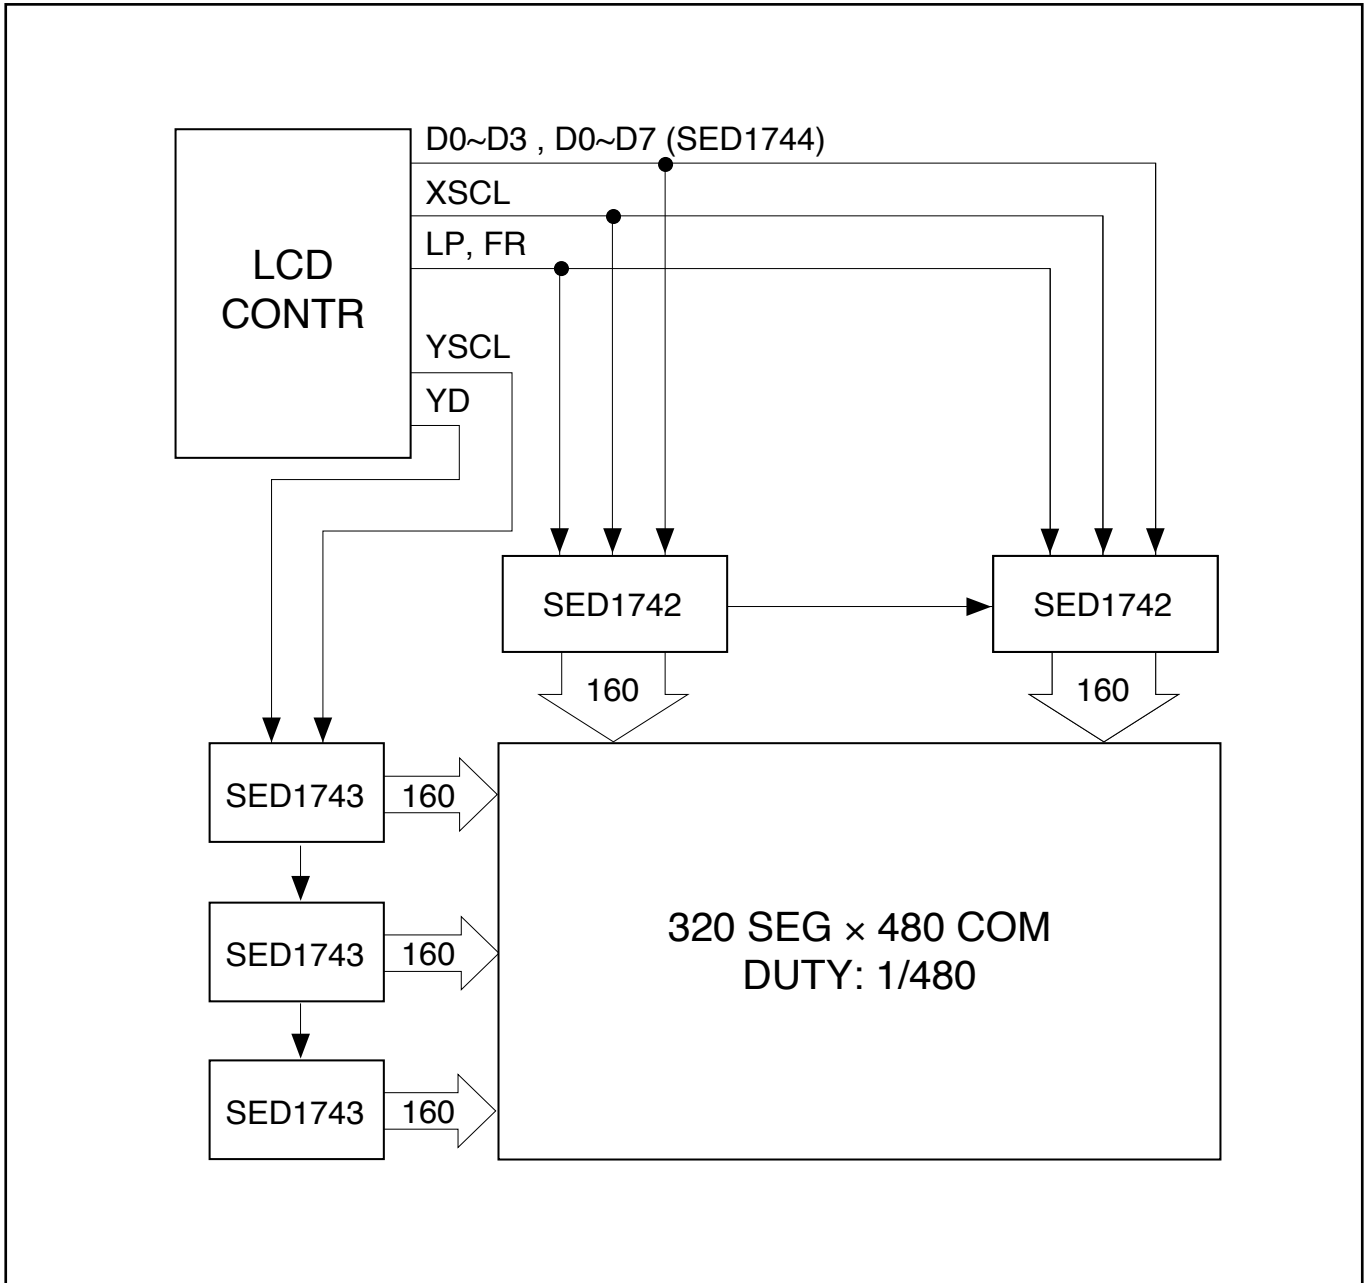 D0~D3 , D0~D7 (SED1744)
XSCL
LP, FR
LCD
CONTR
YSCL
YD
SED1742
SED1742
160
160
SED1743
160
SED1743
160
SED1743
160
320 SEG × 480 COM
DUTY: 1/480